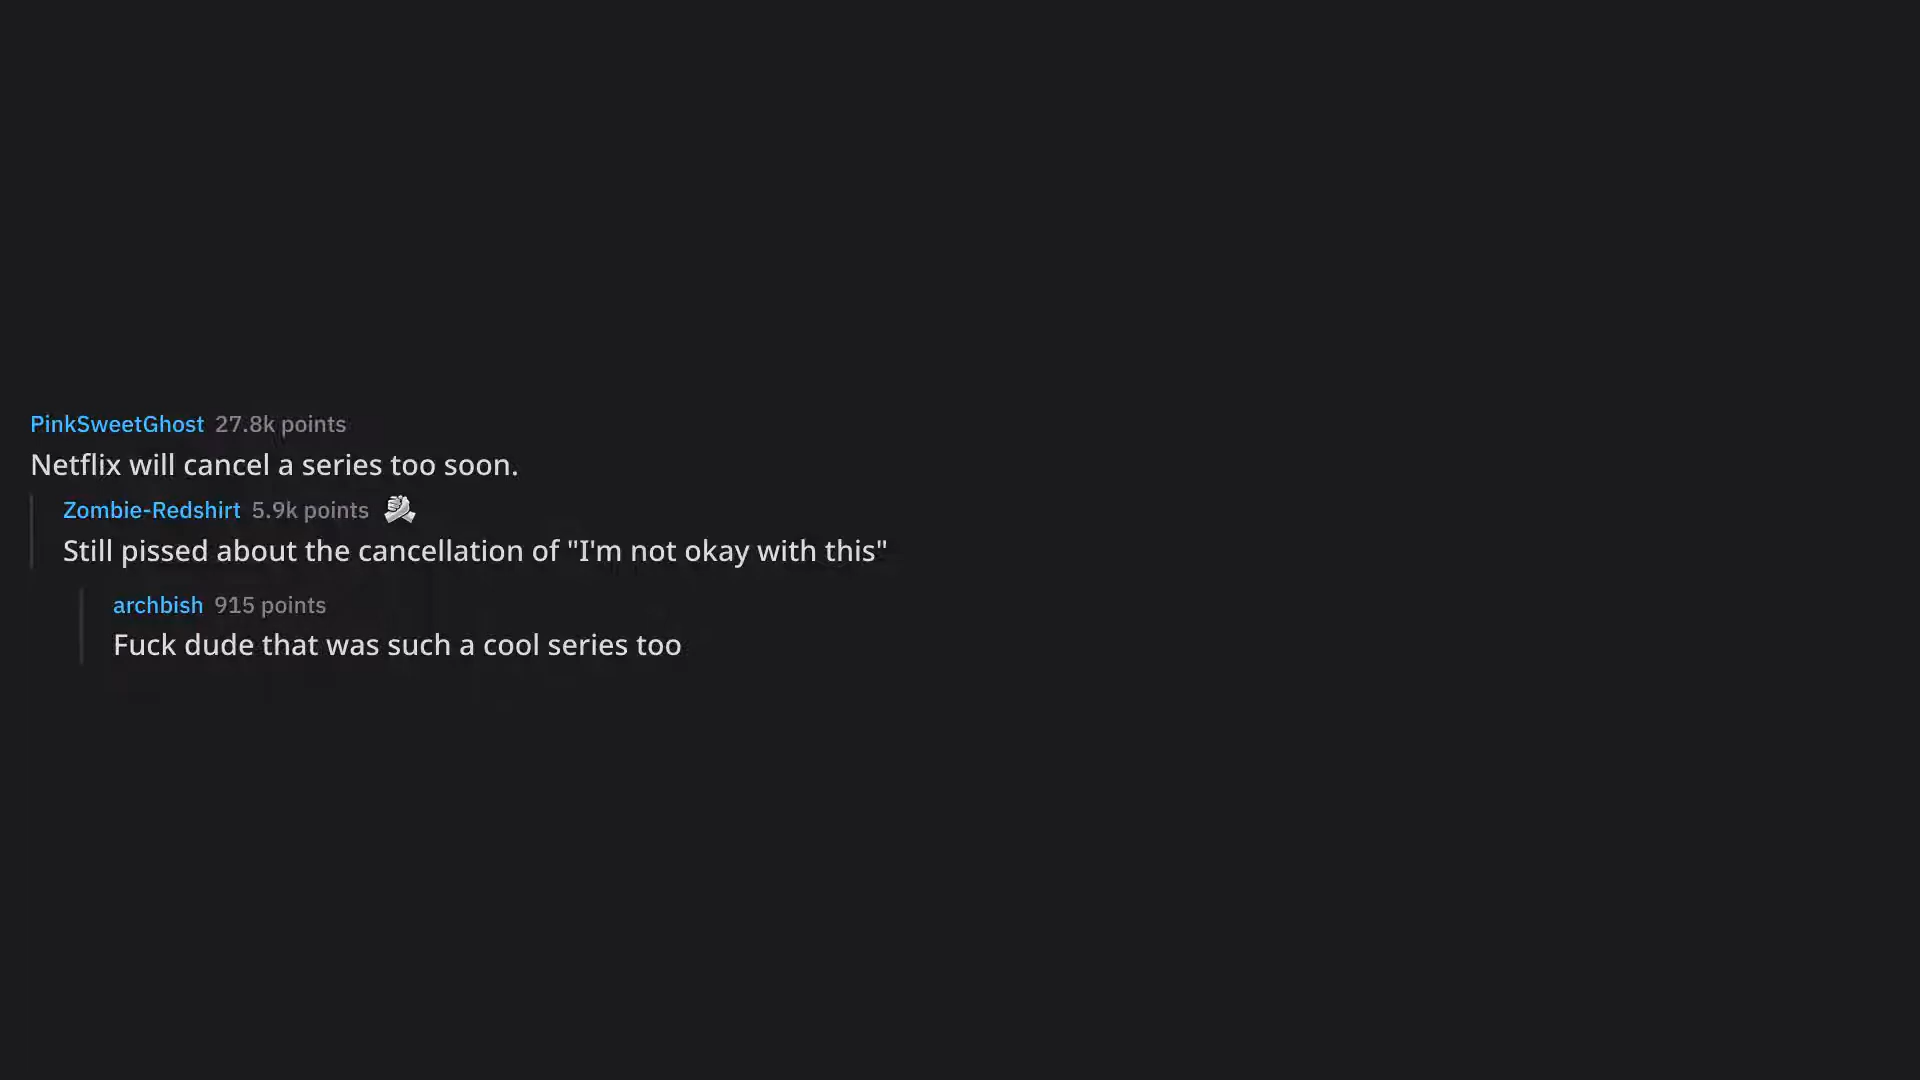 PinkSweetGhost 27.8k points
Netflix will cancel a series too soon.
Zombie-Redshirt 5.9k points
Still pissed about the cancellation of "I'm not okay with this"
archbish 915 points
Fuck dude that was such a cool series too